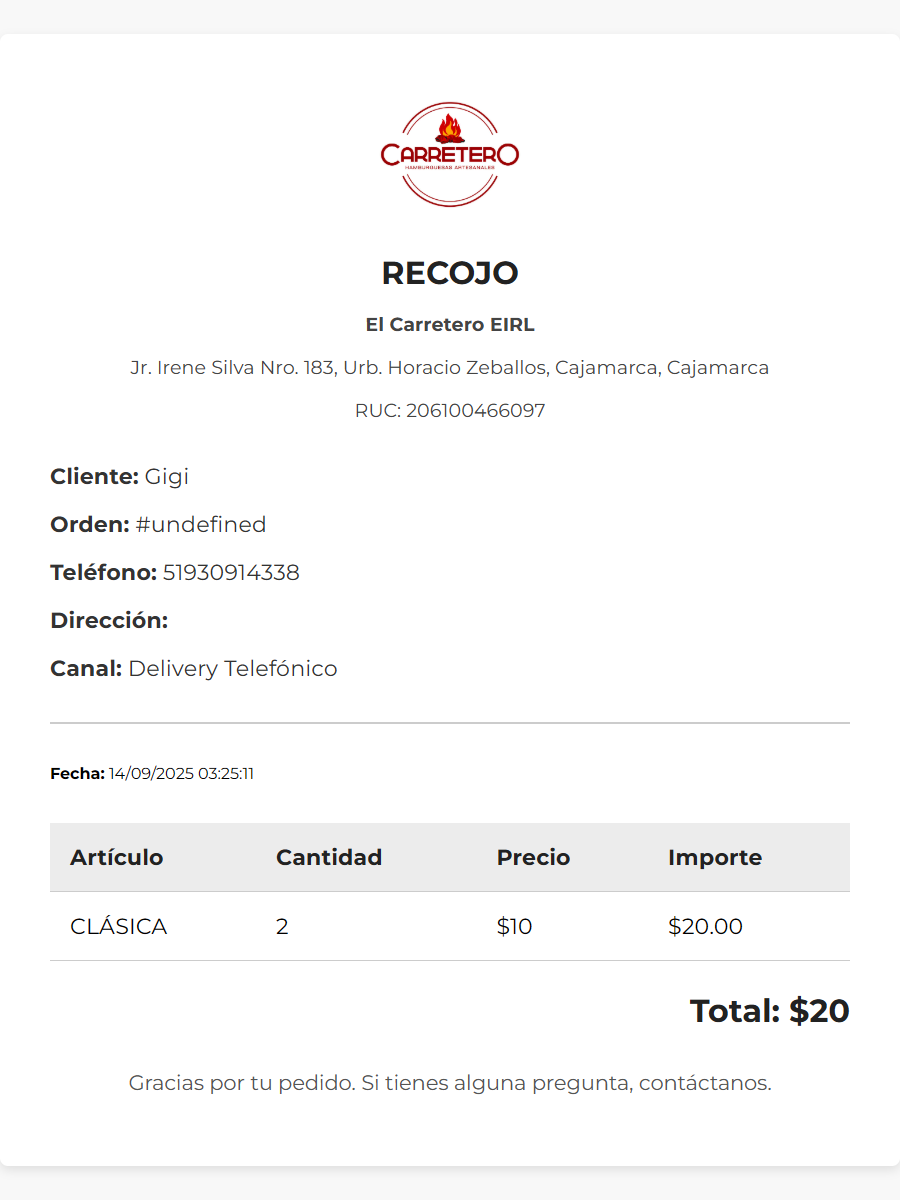 CARRETERO
HAMBURGUESAS ARTESANALES
RECOJO
El Carretero EIRL
Jr. Irene Silva Nro. 183, Urb. Horacio Zeballos, Cajamarca, Cajamarca
RUC: 206100466097
Cliente: Gigi
Orden: #undefined
Teléfono: 51930914338
Dirección:
Canal: Delivery Telefónico
Fecha: 14/09/2025 03:25:11
Artículo Cantidad Precio Importe
CLÁSICA 2 $10 $20.00
Total: $20
Gracias por tu pedido. Si tienes alguna pregunta, contáctanos.